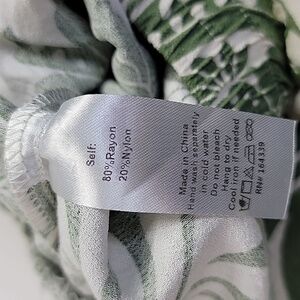 Self:
80%Rayon
20%Nylon
Made in China
Hand wash separately
in cold water
Do not bleach
Hang to dry
Cool iron if needed
RN# 164339